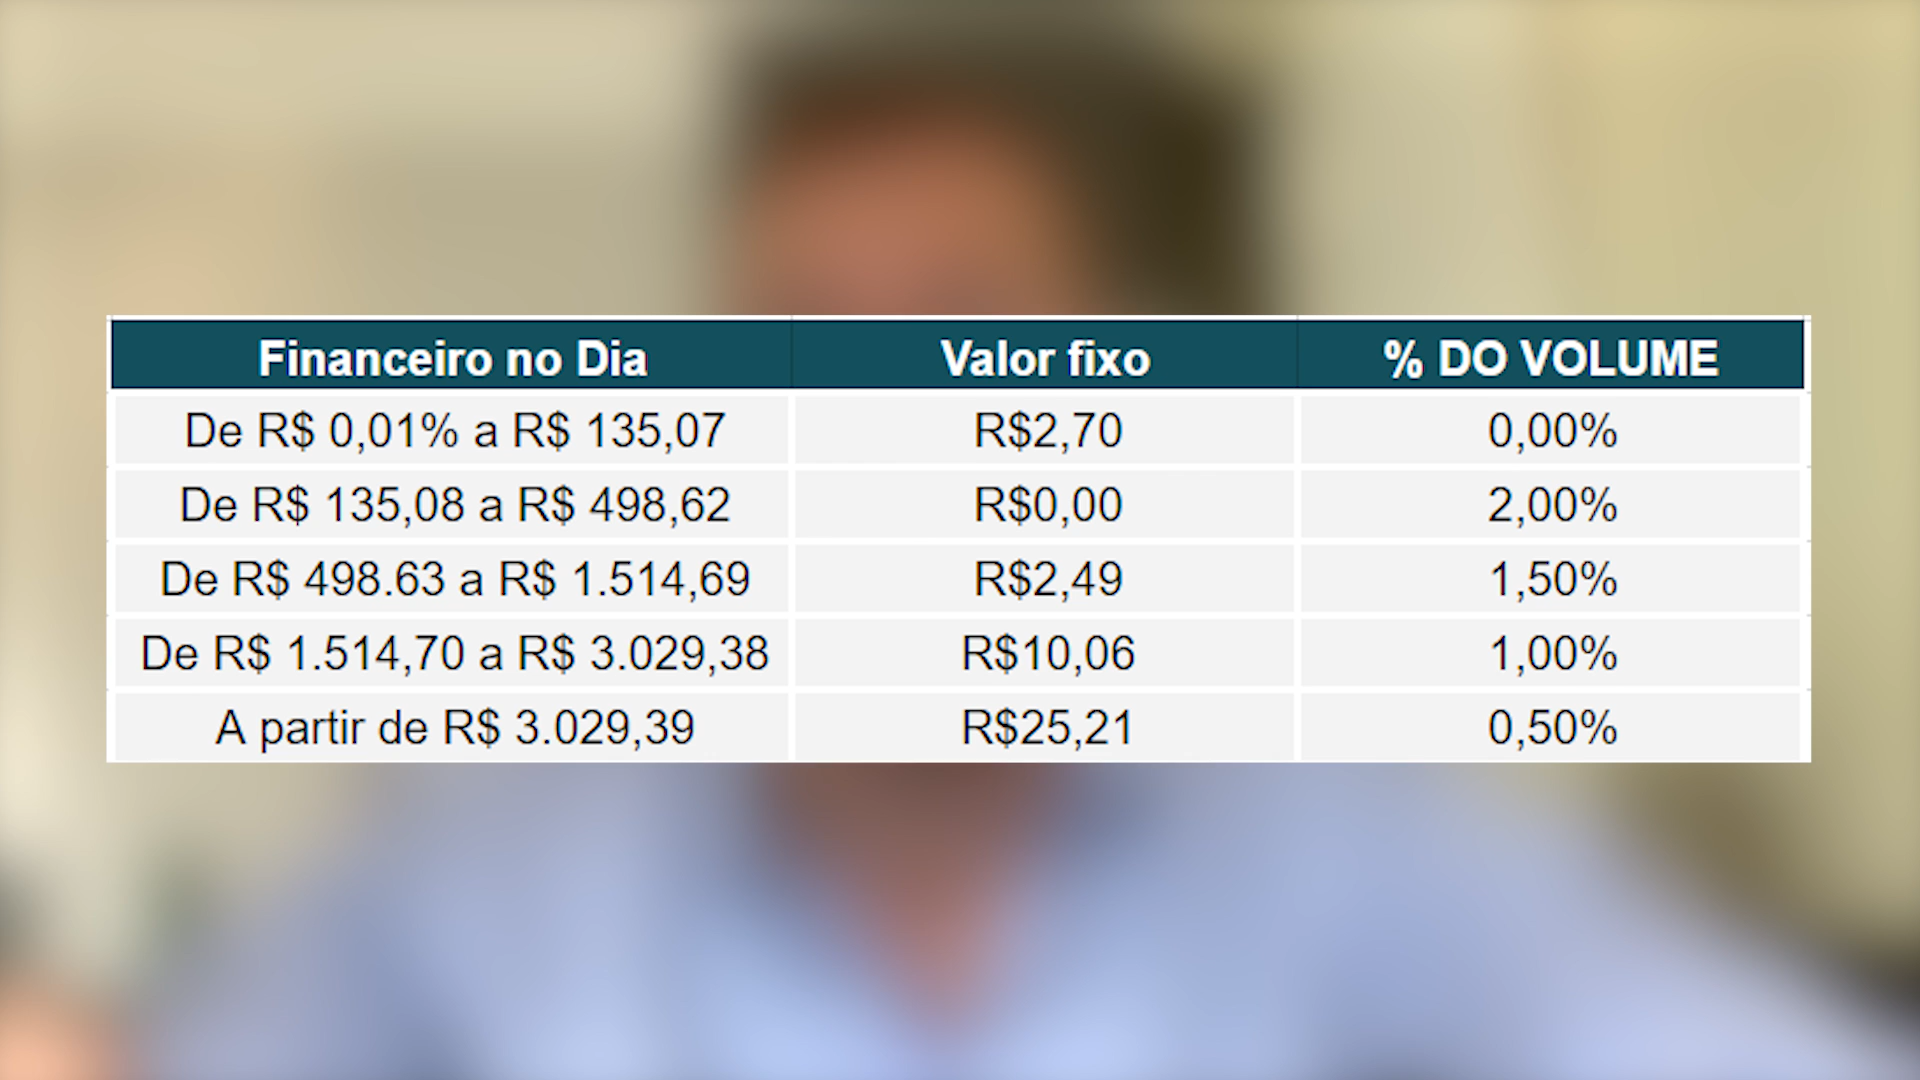 Financeiro no Dia Valor fixo % DO VOLUME
De R$ 0,01% a R$ 135,07 R$2,70 0,00%
De R$ 135,08 a R$ 498,62 R$0,00 2,00%
De R$ 498.63 a R$ 1.514,69 R$2,49 1,50%
De R$ 1.514,70 a R$ 3.029,38 R$10,06 1,00%
A partir de R$ 3.029,39 R$25,21 0,50%